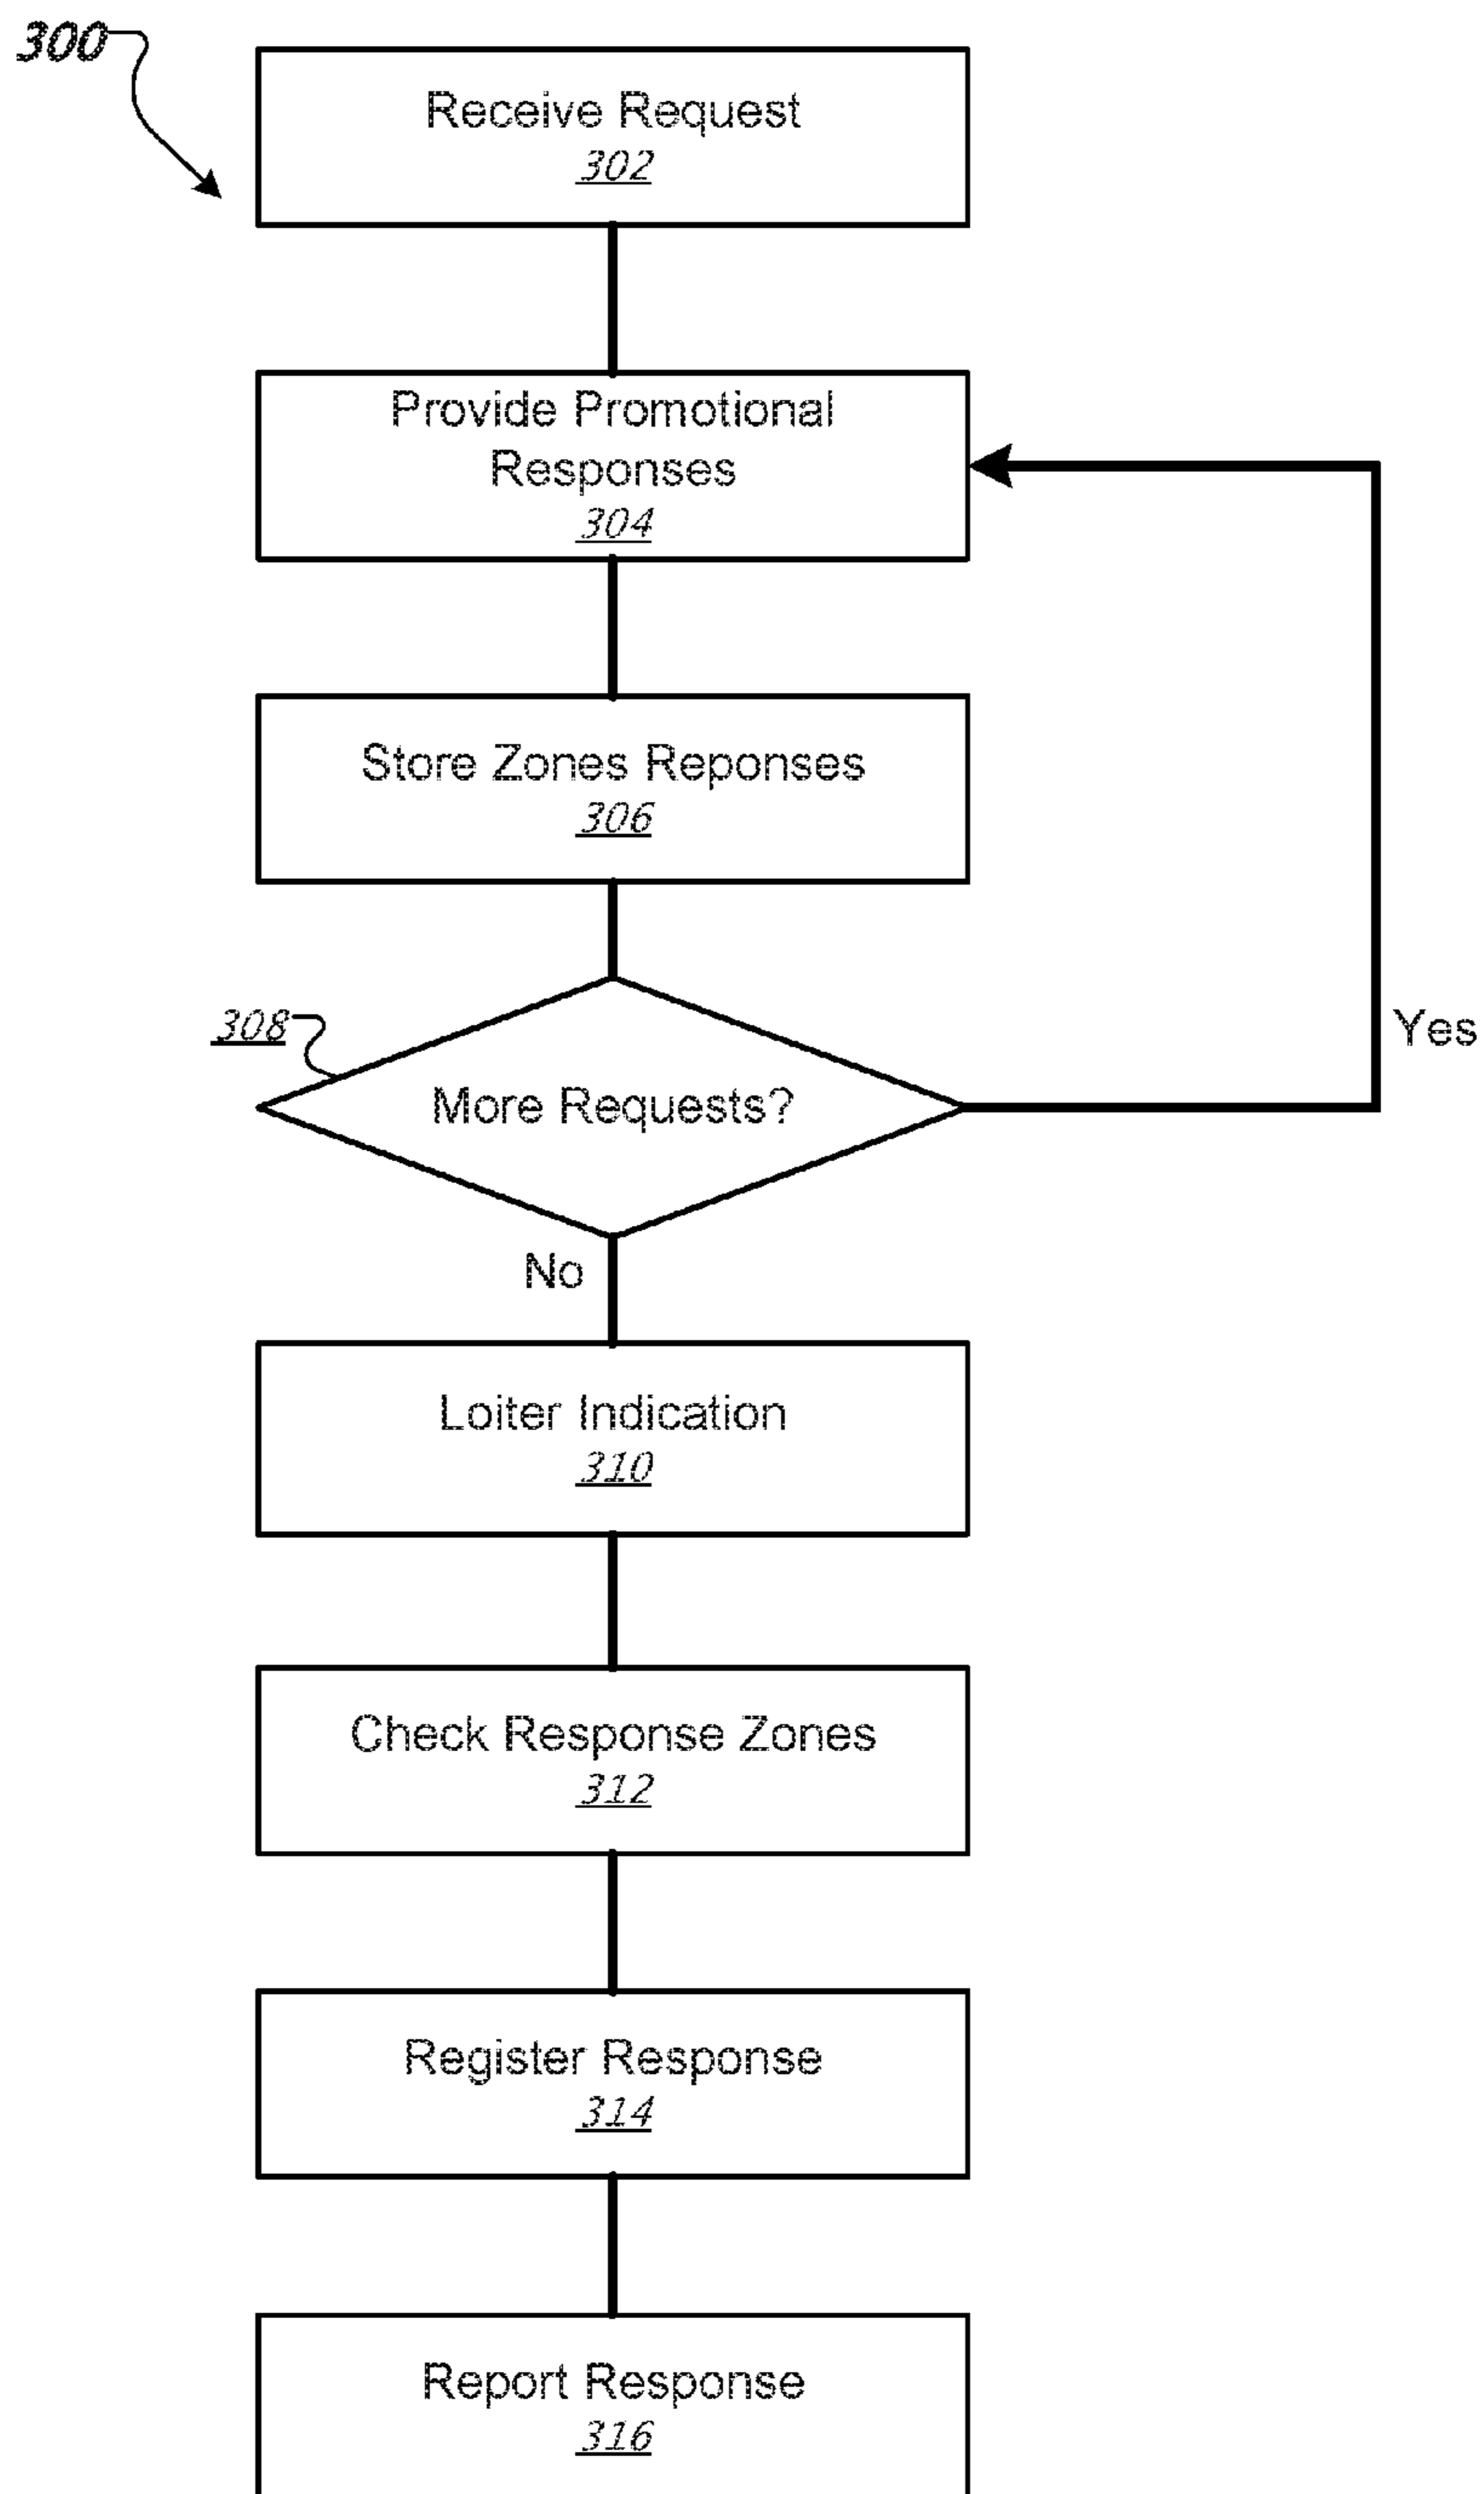 300
Receive Request
302
Provide Promotional
Responses
304
Store Zones Reponses
306
308
More Requests?
Yes
No
Loiter Indication
310
Check Response Zones
312
Register Response
314
Report Response
316